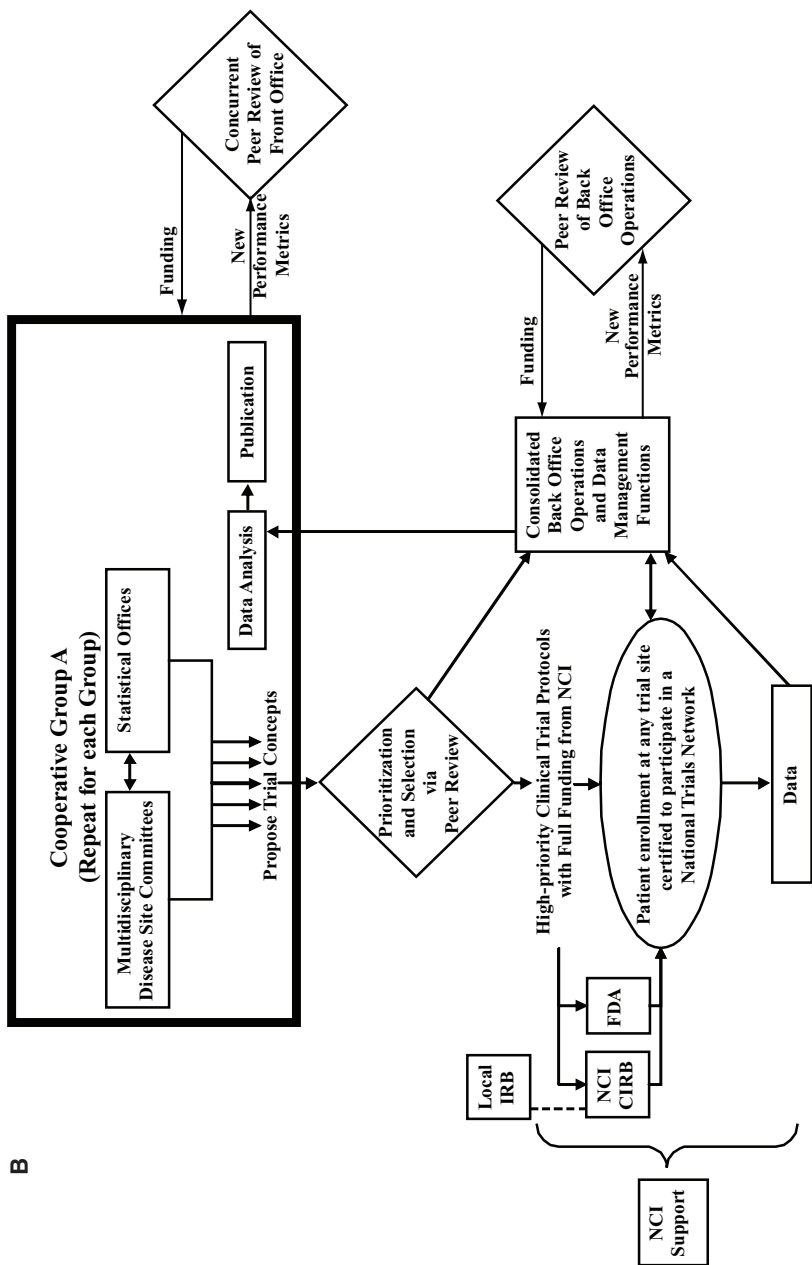 B
Cooperative Group A
(Repeat for each Group)
Multidisciplinary
Disease Site Committees
Statistical Offices
Propose Trial Concepts
Data Analysis
Publication
Funding
New
Performance
Metrics
Concurrent
Peer Review of
Front Office
Prioritization
and Selection
via
Peer Review
High-priority Clinical Trial Protocols
with Full Funding from NCI
Local
IRB
NCI
CIRB
FDA
Patient enrollment at any trial site
certified to participate in a
National Trials Network
Consolidated
Back Office
Operations
and Data
Management
Functions
Funding
New
Performance
Metrics
Peer Review
of Back
Office
Operations
Data
NCI
Support